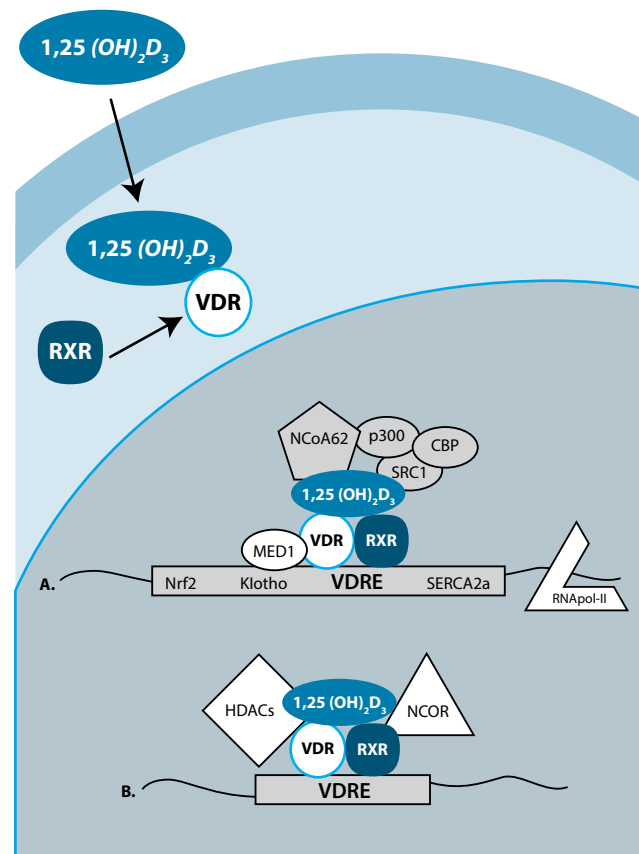 1,25 (OH)₂D₃
1,25 (OH)₂D₃
VDR
RXR
NCoA62
p300
CBP
SRC1
1,25 (OH)₂D₃
MED1
VDR
RXR
A.
Nrf2 Klotho VDRE SERCA2a
RNApol-II
HDACs
1,25 (OH)₂D₃
NCOR
VDR
RXR
B.
VDRE